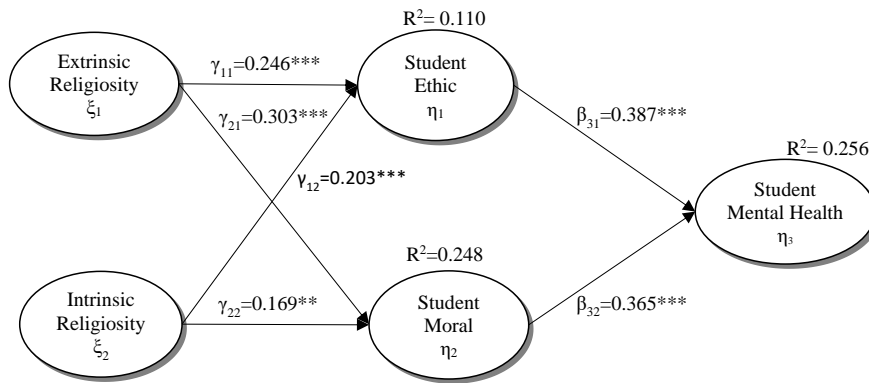 R²= 0.110
Extrinsic
Religiosity
ξ₁
γ₁₁=0.246***
Student
Ethic
η₁
γ₂₁=0.303***
β₃₁=0.387***
R²= 0.256
γ₁₂=0.203***
Student
Mental Health
η₃
R²=0.248
Intrinsic
Religiosity
ξ₂
γ₂₂=0.169**
Student
Moral
η₂
β₃₂=0.365***